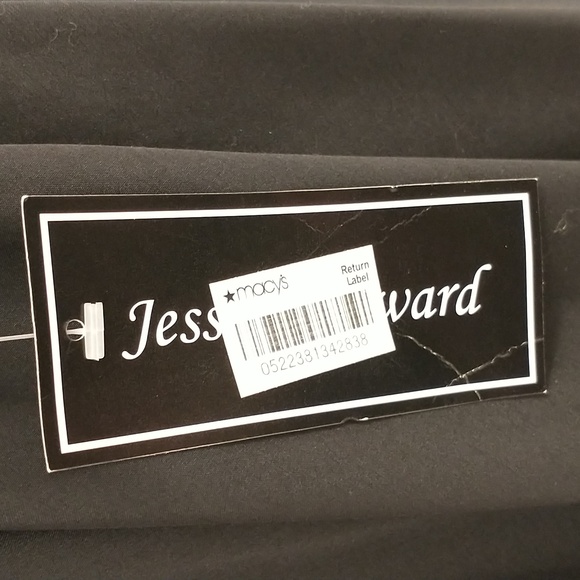 Jess ward
★macy's
Return
Label
0522381342838